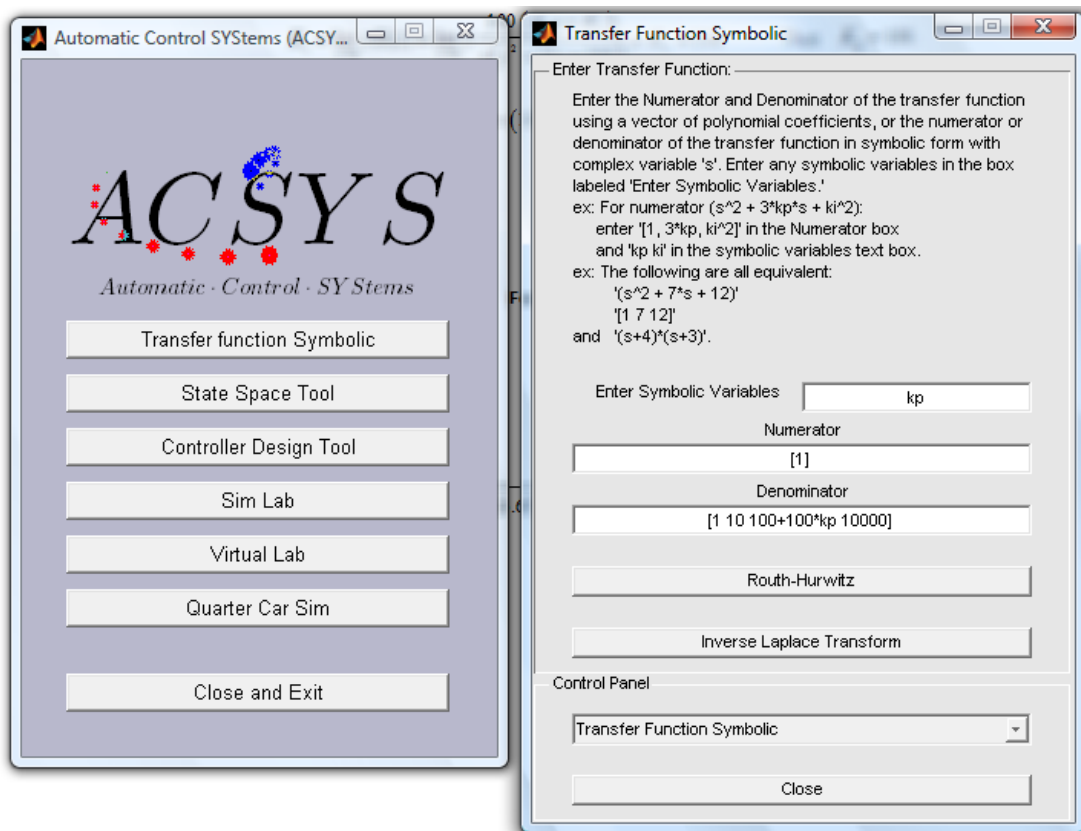 Automatic Control SYStems (ACSY...
ACSYS
Automatic · Control · SYStems
Transfer function Symbolic
State Space Tool
Controller Design Tool
Sim Lab
Virtual Lab
Quarter Car Sim
Close and Exit
Transfer Function Symbolic
Enter Transfer Function:
Enter the Numerator and Denominator of the transfer function
using a vector of polynomial coefficients, or the numerator or
denominator of the transfer function in symbolic form with
complex variable 's'. Enter any symbolic variables in the box
labeled 'Enter Symbolic Variables.'
ex: For numerator (s^2 + 3*kp*s + ki^2):
enter '[1, 3*kp, ki^2]' in the Numerator box
and 'kp ki' in the symbolic variables text box.
ex: The following are all equivalent:
'(s^2 + 7*s + 12)'
'[1 7 12]'
and '(s+4)*(s+3)'.
Enter Symbolic Variables
kp
Numerator
[1]
Denominator
[1 10 100+100*kp 10000]
Routh-Hurwitz
Inverse Laplace Transform
Control Panel
Transfer Function Symbolic
Close